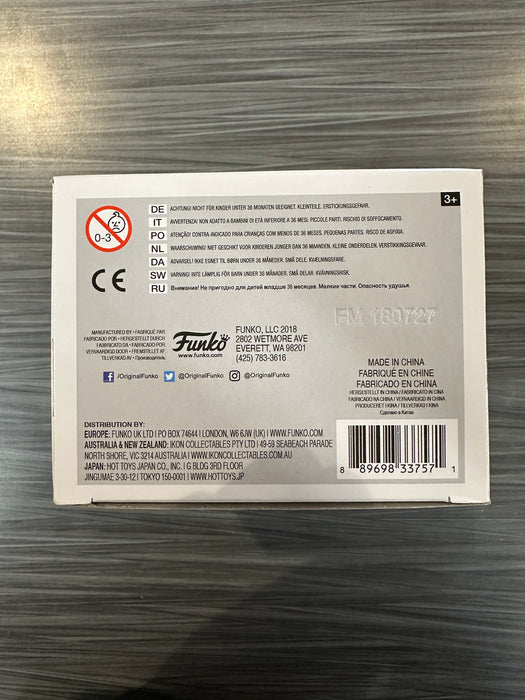 3+
0-3
DE ACHTUNG! NICHT FÜR KINDER UNTER 36 MONATEN GEEIGNET. KLEINTEILE. ERSTICKUNGSGEFAHR.
IT AVVERTENZA! NON ADATTO A BAMBINI DI ETÀ INFERIORE A 36 MESI. PICCOLE PARTI. RISCHIO DI SOFFOCAMENTO.
PO ATENÇÃO! CONTRA-INDICADO PARA CRIANÇAS COM MENOS DE 36 MESES. PEQUENAS PARTES. RISCO DE ASFIGA.
NL WAARSCHUWING! NIET GESCHIKT VOOR KINDEREN JONGER DAN 36 MAANDEN. KLEINE ONDERDELEN. VERSTIKKINGSGEVAAR.
DA ADVARSEL! IKKE EGNET TIL BØRN UNDER 36 MÅNEDER. SMÅ DELE. KVÆLNINGSFARE.
SW VARNING! INTE LÄMPLIG FÖR BARN UNDER 36 MÅNADER. SMÅ DELAR. KVÄVNINGSRISK.
RU Внимание! Не пригодно для детей младше 36 месяцев. Мелкие части. Опасность удушья.
CE
FM 180727
MANUFACTURED BY • FABRIQUÉ PAR
FABRICADO POR • HERGESTELLT DURCH
FABRICATO DA • FABRICADO POR
VERVAARDIGD DOOR • FREMSTILLET AF
TILLVERKAD AV • Изготовитель
Funko
www.funko.com
FUNKO, LLC 2018
2802 WETMORE AVE
EVERETT, WA 98201
(425) 783-3616
/OriginalFunko @OriginalFunko @OriginalFunko
MADE IN CHINA
FABRIQUÉ EN CHINE
FABRICADO EN CHINA
HERGESTELLT IN CHINA • FABBRICATO IN CINA
FABRICADO NA CHINA • VERVAARDIGD IN CHINA
PRODUCERET I KINA • TILLVERKAD I KINA
Сделано в Китае
DISTRIBUTION BY:
EUROPE: FUNKO UK LTD | PO BOX 74644 | LONDON, W6 6JW (UK) | WWW.FUNKO.COM
AUSTRALIA & NEW ZEALAND: IKON COLLECTABLES PTY LTD | 49-59 SEABEACH PARADE
NORTH SHORE, VIC 3214 AUSTRALIA | WWW.IKONCOLLECTABLES.COM.AU
JAPAN: HOT TOYS JAPAN CO., INC. | G BLDG 3RD FLOOR
JINGUMAE 3-30-12 | TOKYO 150-0001 | WWW.HOTTOYS.JP
8 89698 33757 1